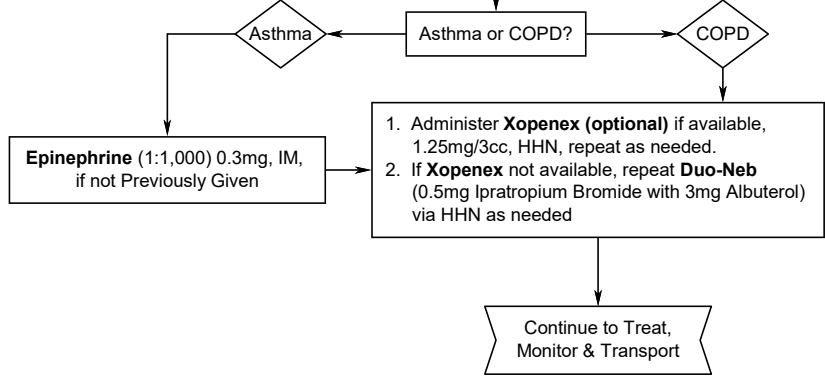 Asthma
Asthma or COPD?
COPD
Epinephrine (1:1,000) 0.3mg, IM,
if not Previously Given
1. Administer Xopenex (optional) if available,
1.25mg/3cc, HHN, repeat as needed.
2. If Xopenex not available, repeat Duo-Neb
(0.5mg Ipratropium Bromide with 3mg Albuterol)
via HHN as needed
Continue to Treat,
Monitor & Transport